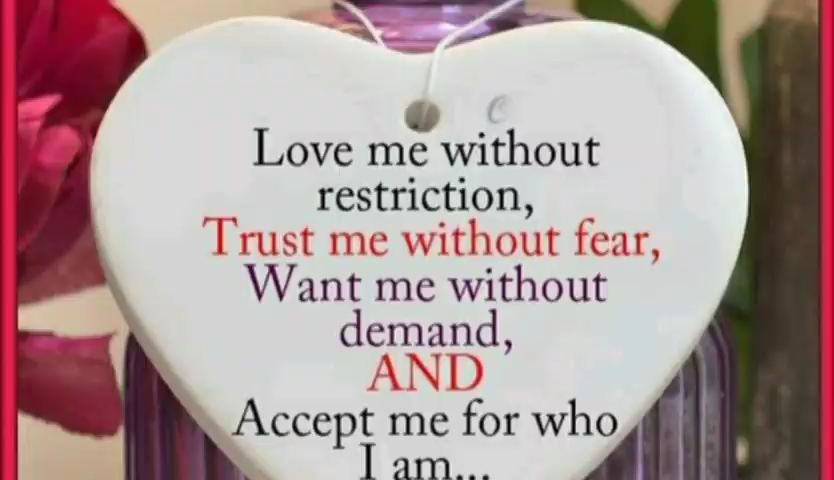 Love me without
restriction,
Trust me without fear,
Want me without
demand,
AND
Accept me for who
I am...